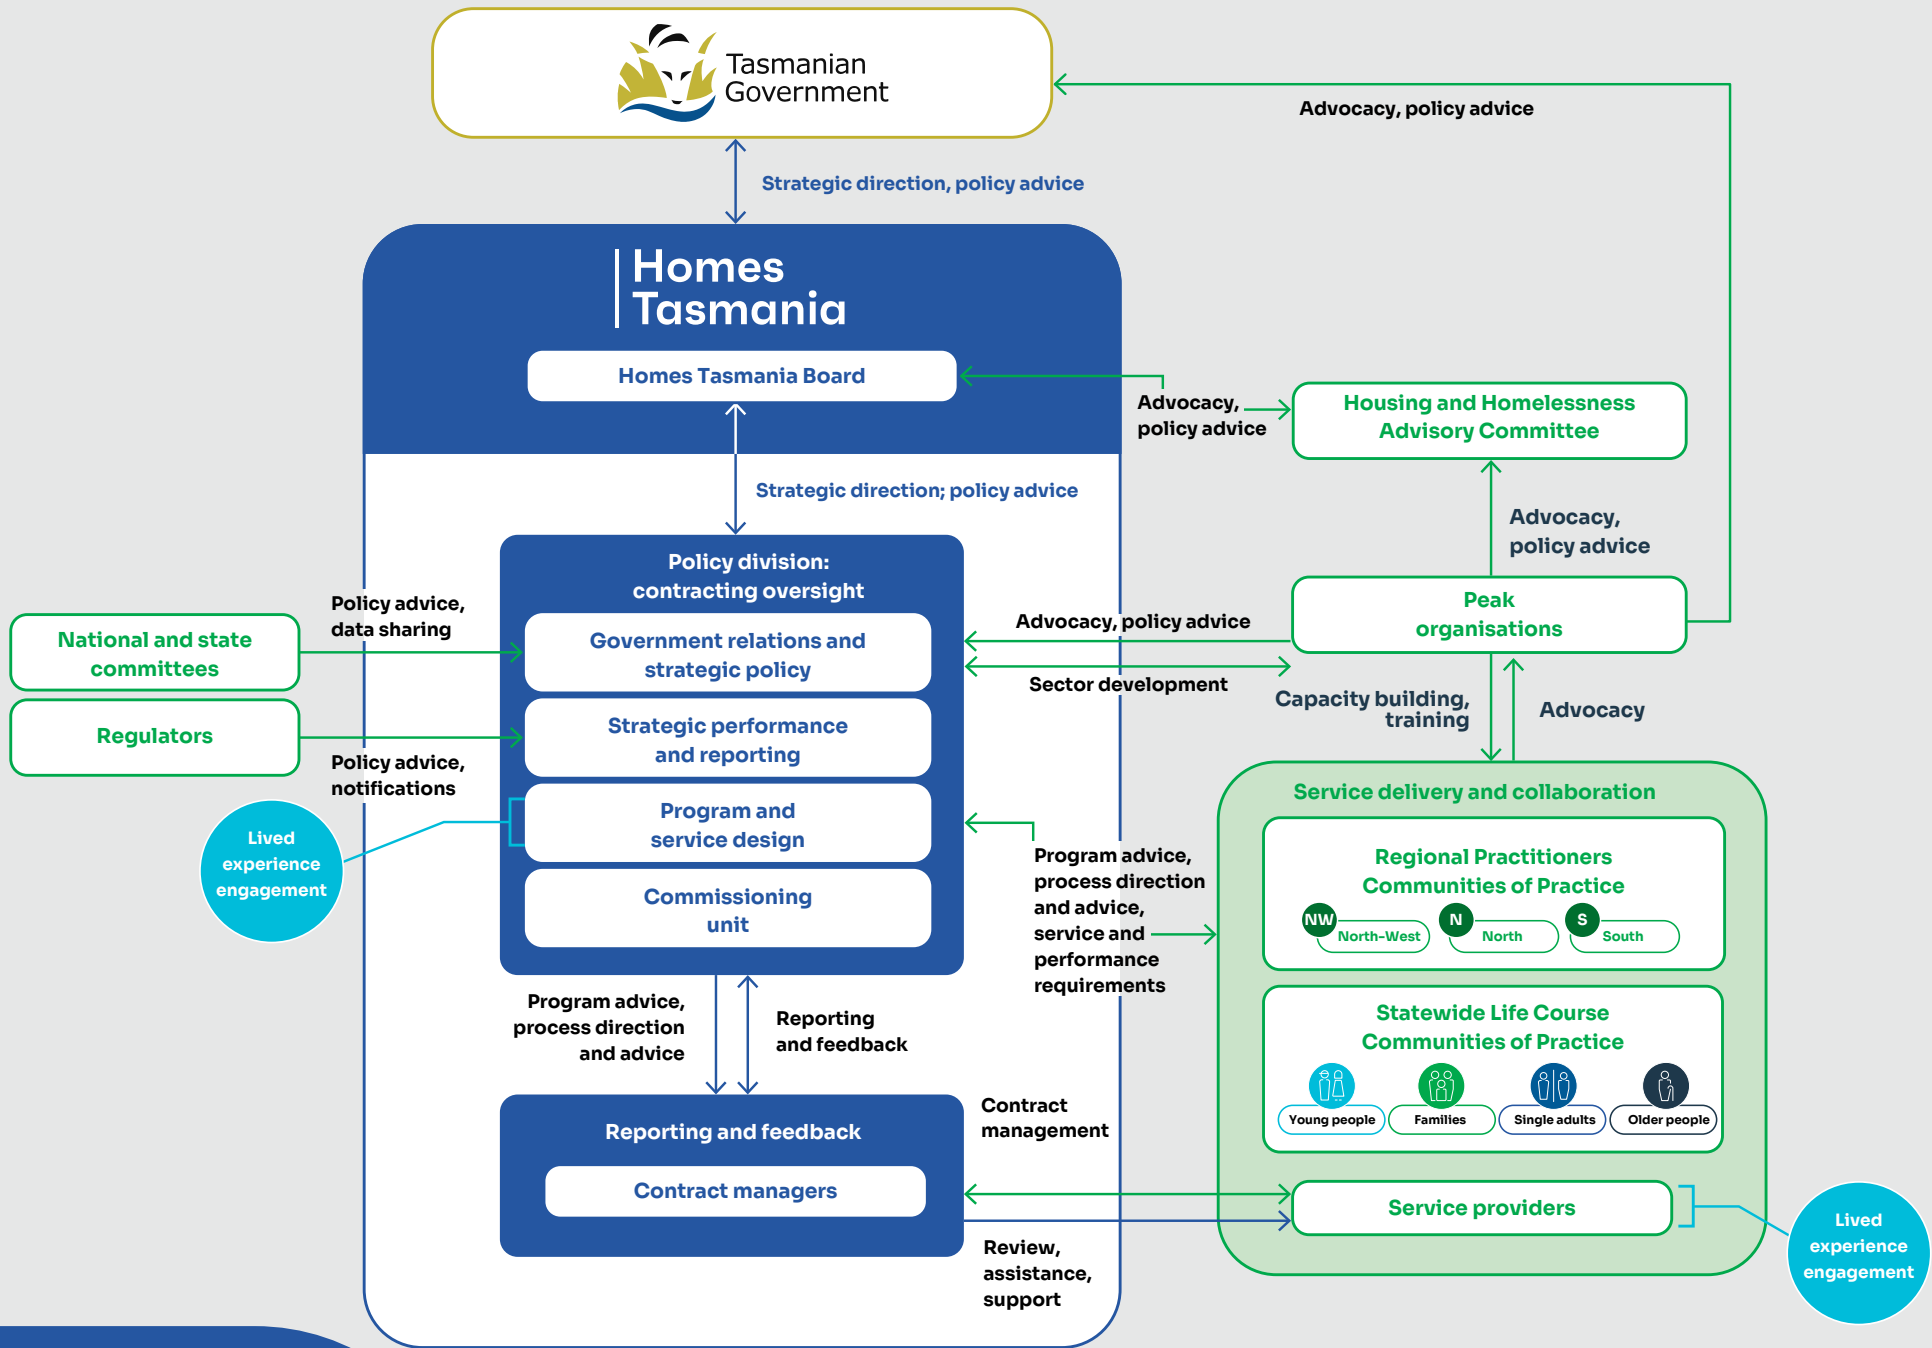 Tasmanian
Government
Advocacy, policy advice
Strategic direction, policy advice
Homes
Tasmania
Homes Tasmania Board
Advocacy,
policy advice
Housing and Homelessness
Advisory Committee
Strategic direction; policy advice
Advocacy,
policy advice
Policy division:
contracting oversight
Policy advice,
data sharing
National and state
committees
Government relations and
strategic policy
Advocacy, policy advice
Peak
organisations
Sector development
Capacity building,
training
Advocacy
Regulators
Strategic performance
and reporting
Policy advice,
notifications
Program and
service design
Lived
experience
engagement
Commissioning
unit
Program advice,
process direction
and advice,
service and
performance
requirements
Service delivery and collaboration
Regional Practitioners
Communities of Practice
NW
North-West
N
North
S
South
Program advice,
process direction
and advice
Reporting
and feedback
Statewide Life Course
Communities of Practice
Young people
Families
Single adults
Older people
Reporting and feedback
Contract managers
Contract
management
Service providers
Review,
assistance,
support
Lived
experience
engagement